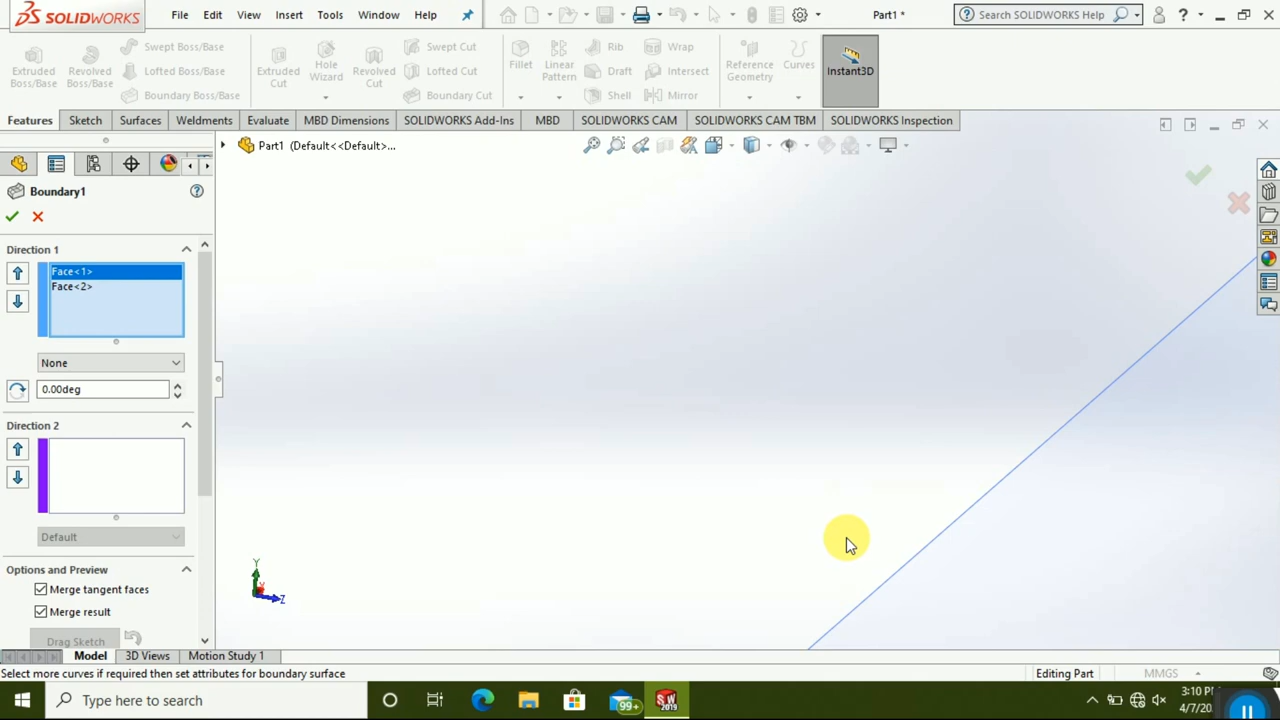 SOLIDWORKS File Edit View Insert Tools Window Help Part1 * Search SOLIDWORKS Help ?
Extruded Boss/Base Revolved Boss/Base Swept Boss/Base Lofted Boss/Base Boundary Boss/Base Extruded Cut Hole Wizard Revolved Cut Swept Cut Lofted Cut Boundary Cut Fillet Linear Pattern Rib Draft Shell Wrap Intersect Mirror Reference Geometry Curves Instant3D
Features Sketch Surfaces Weldments Evaluate MBD Dimensions SOLIDWORKS Add-Ins MBD SOLIDWORKS CAM SOLIDWORKS CAM TBM SOLIDWORKS Inspection
Part1 (Default<<Default>...
Boundary1 ?
Direction 1
Face<1>
Face<2>
None
0.00deg
Direction 2
Default
Options and Preview
Merge tangent faces
Merge result
Drag Sketch
Y
Z
Model 3D Views Motion Study 1
Select more curves if required then set attributes for boundary surface Editing Part MMGS
Type here to search 99+ SW 2019 3:10 P
4/7/20